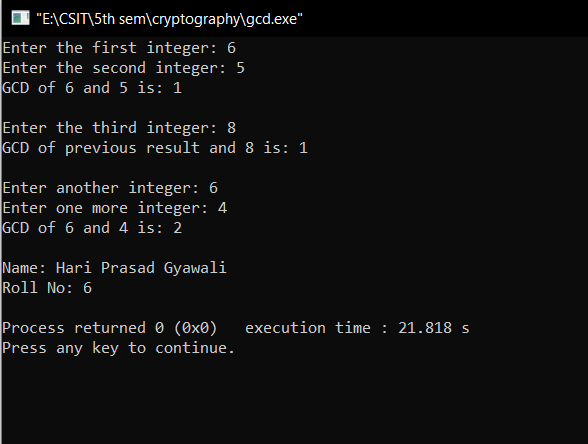 "E:\CSIT\5th sem\cryptography\gcd.exe"
Enter the first integer: 6
Enter the second integer: 5
GCD of 6 and 5 is: 1
Enter the third integer: 8
GCD of previous result and 8 is: 1
Enter another integer: 6
Enter one more integer: 4
GCD of 6 and 4 is: 2
Name: Hari Prasad Gyawali
Roll No: 6
Process returned 0 (0x0)   execution time : 21.818 s
Press any key to continue.